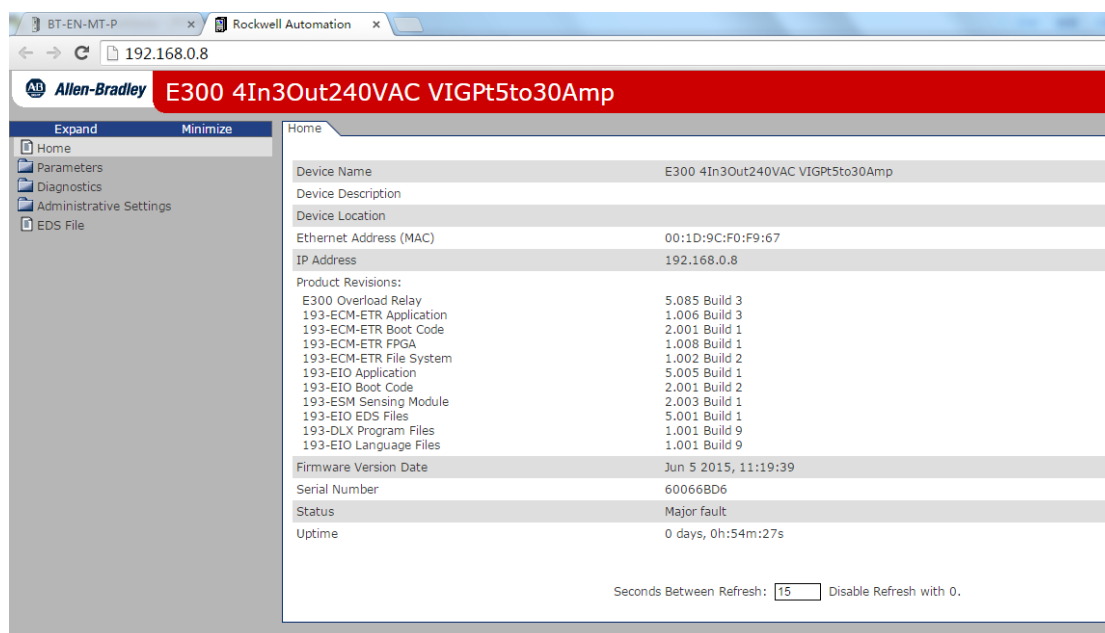 BT-EN-MT-P
Rockwell Automation
192.168.0.8
AB Allen-Bradley
E300 4In3Out240VAC VIGPt5to30Amp
Expand Minimize
Home
Parameters
Diagnostics
Administrative Settings
EDS File
Home
Device Name E300 4In3Out240VAC VIGPt5to30Amp
Device Description
Device Location
Ethernet Address (MAC) 00:1D:9C:F0:F9:67
IP Address 192.168.0.8
Product Revisions:
E300 Overload Relay 5.085 Build 3
193-ECM-ETR Application 1.006 Build 3
193-ECM-ETR Boot Code 2.001 Build 1
193-ECM-ETR FPGA 1.008 Build 1
193-ECM-ETR File System 1.002 Build 2
193-EIO Application 5.005 Build 1
193-EIO Boot Code 2.001 Build 2
193-ESM Sensing Module 2.003 Build 1
193-EIO EDS Files 5.001 Build 1
193-DLX Program Files 1.001 Build 9
193-EIO Language Files 1.001 Build 9
Firmware Version Date Jun 5 2015, 11:19:39
Serial Number 60066BD6
Status Major fault
Uptime 0 days, 0h:54m:27s
Seconds Between Refresh: 15 Disable Refresh with 0.